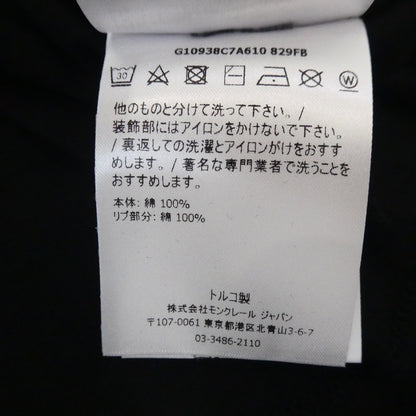 G10938C7A610 829FB
30
W
他のものと分けて洗って下さい。/
装飾部にはアイロンをかけないで下さい。
/ 裏返しての洗濯とアイロンがけをおすす
めします。/ 著名な専門業者で洗うことを
おすすめします。
本体: 綿 100%
リブ部分: 綿 100%
トルコ製
株式会社モンクレール ジャパン
〒107-0061 東京都港区北青山3-6-7
03-3486-2110